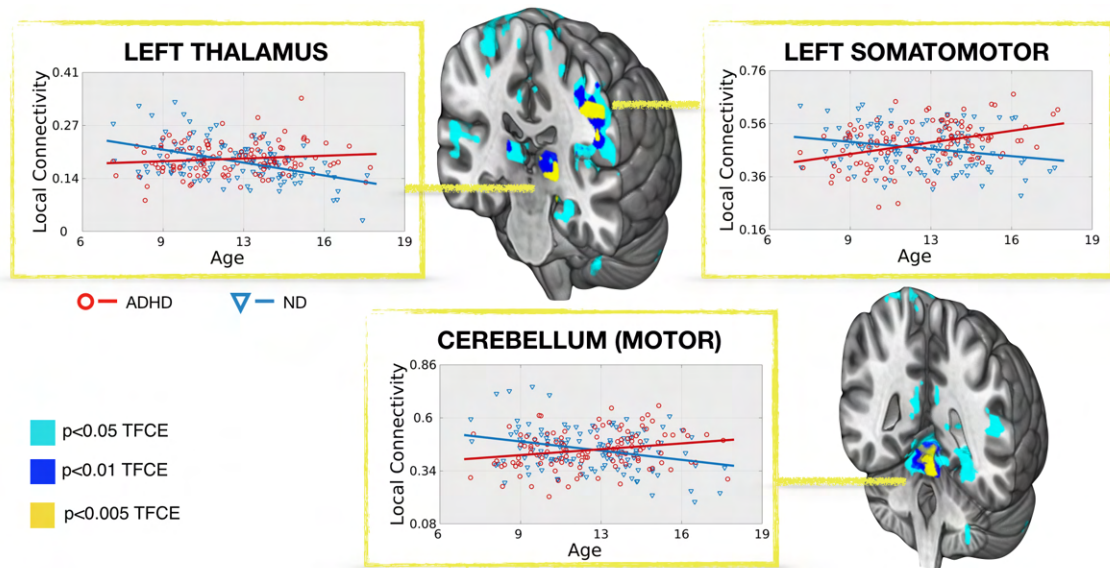 LEFT THALAMUS
0.41
0.27
0.14
0
Local Connectivity
6 9 13 16 19
Age
LEFT SOMATOMOTOR
0.76
0.56
0.36
0.16
Local Connectivity
6 9 13 16 19
Age
ADHD ND
CEREBELLUM (MOTOR)
0.86
0.6
0.34
0.08
Local Connectivity
6 9 13 16 19
Age
p<0.05 TFCE
p<0.01 TFCE
p<0.005 TFCE